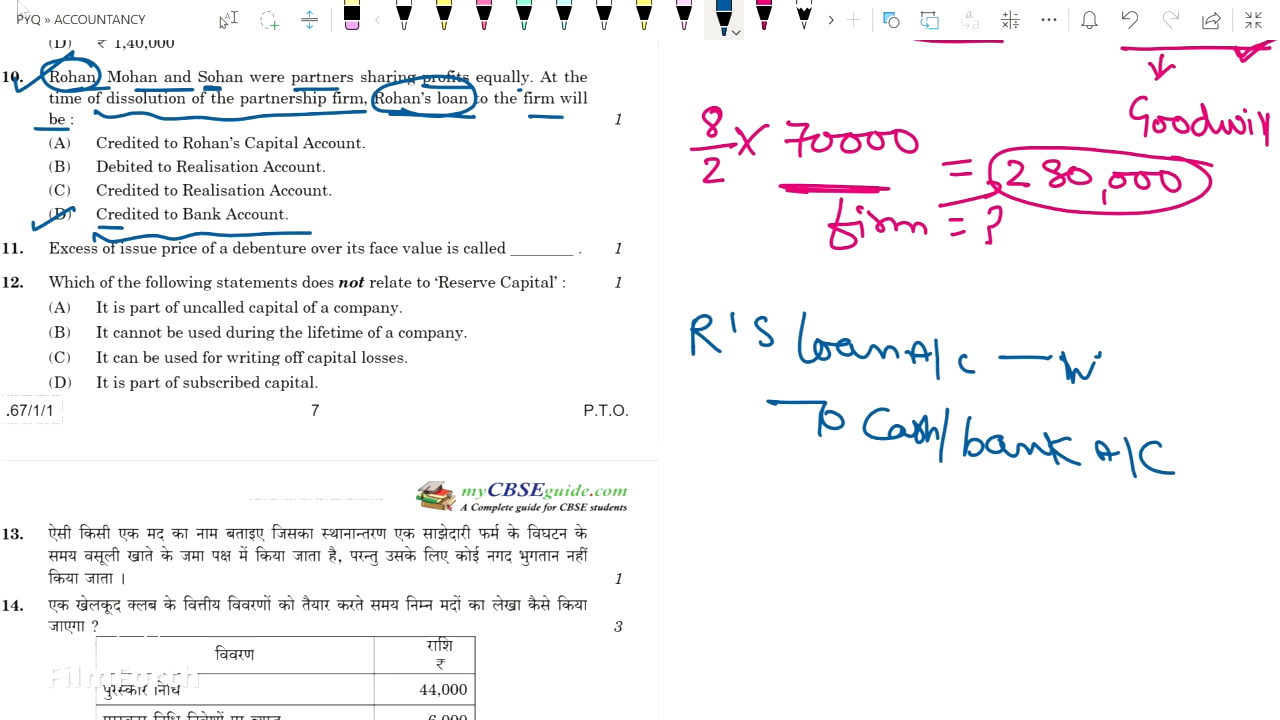 PYQ » ACCOUNTANCY
(D) ₹ 1,40,000
10. Rohan, Mohan and Sohan were partners sharing profits equally. At the
time of dissolution of the partnership firm, Rohan's loan to the firm will
be : 1
(A) Credited to Rohan's Capital Account.
(B) Debited to Realisation Account.
(C) Credited to Realisation Account.
(D) Credited to Bank Account.
11. Excess of issue price of a debenture over its face value is called ________ . 1
12. Which of the following statements does not relate to 'Reserve Capital' : 1
(A) It is part of uncalled capital of a company.
(B) It cannot be used during the lifetime of a company.
(C) It can be used for writing off capital losses.
(D) It is part of subscribed capital.
.67/1/1 7 P.T.O.
myCBSEguide.com
A Complete guide for CBSE students
13. ऐसी किसी एक मद का नाम बताइए जिसका स्थानान्तरण एक साझेदारी फर्म के विघटन के
समय वसूली खाते के जमा पक्ष में किया जाता है, परन्तु उसके लिए कोई नगद भुगतान नहीं
किया जाता । 1
14. एक खेलकूद क्लब के वित्तीय विवरणों को तैयार करते समय निम्न मदों का लेखा कैसे किया
जाएगा ? 3
विवरण राशि
₹
पुरस्कार निधि 44,000
6,000
FilmForth
Goodwill
8/2 × 70000 = 280,000
firm = ?
R'S loan A/C —
To Cash/bank A/C